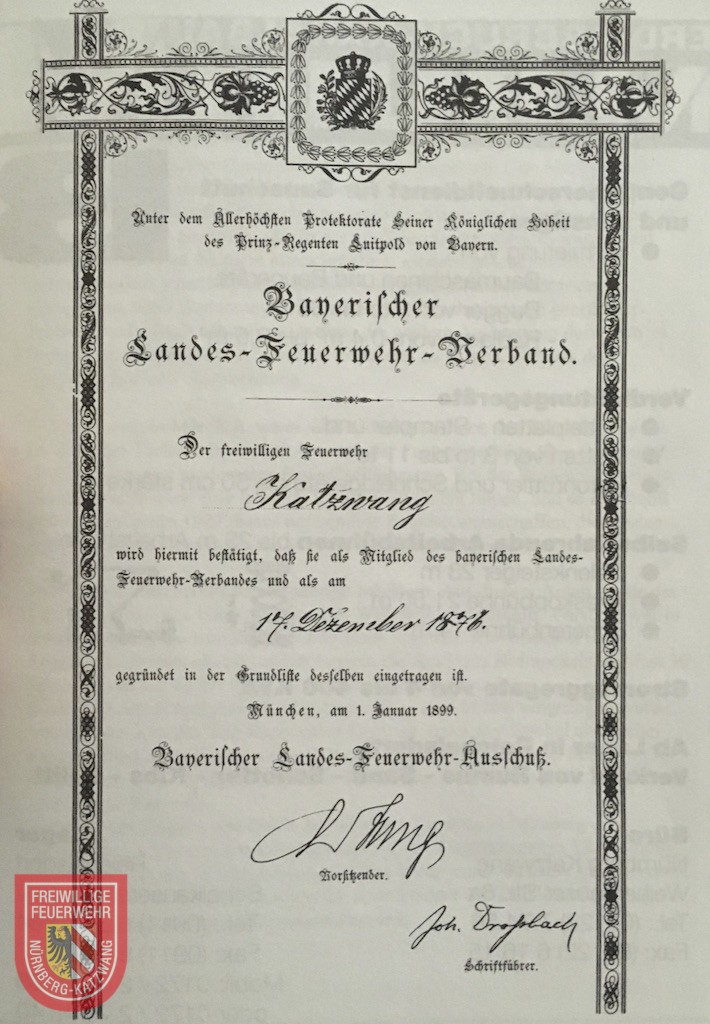 Unter dem Allerhöchsten Protektorate Seiner Königlichen Hoheit
des Prinz-Regenten Luitpold von Bayern.
Bayerischer
Landes-Feuerwehr-Verband.
Der freiwilligen Feuerwehr
Katzwang
wird hiermit bestätigt, daß sie als Mitglied des bayerischen Landes-
Feuerwehr-Verbandes und als am
17. Dezember 1876.
gegründet in der Grundliste desselben eingetragen ist.
München, am 1. Januar 1899.
Bayerischer Landes-Feuerwehr-Ausschuß.
Jung
Vorsitzender.
Joh. Droßbach
Schriftführer.
FREIWILLIGE
FEUERWEHR
NÜRNBERG-KATZWANG